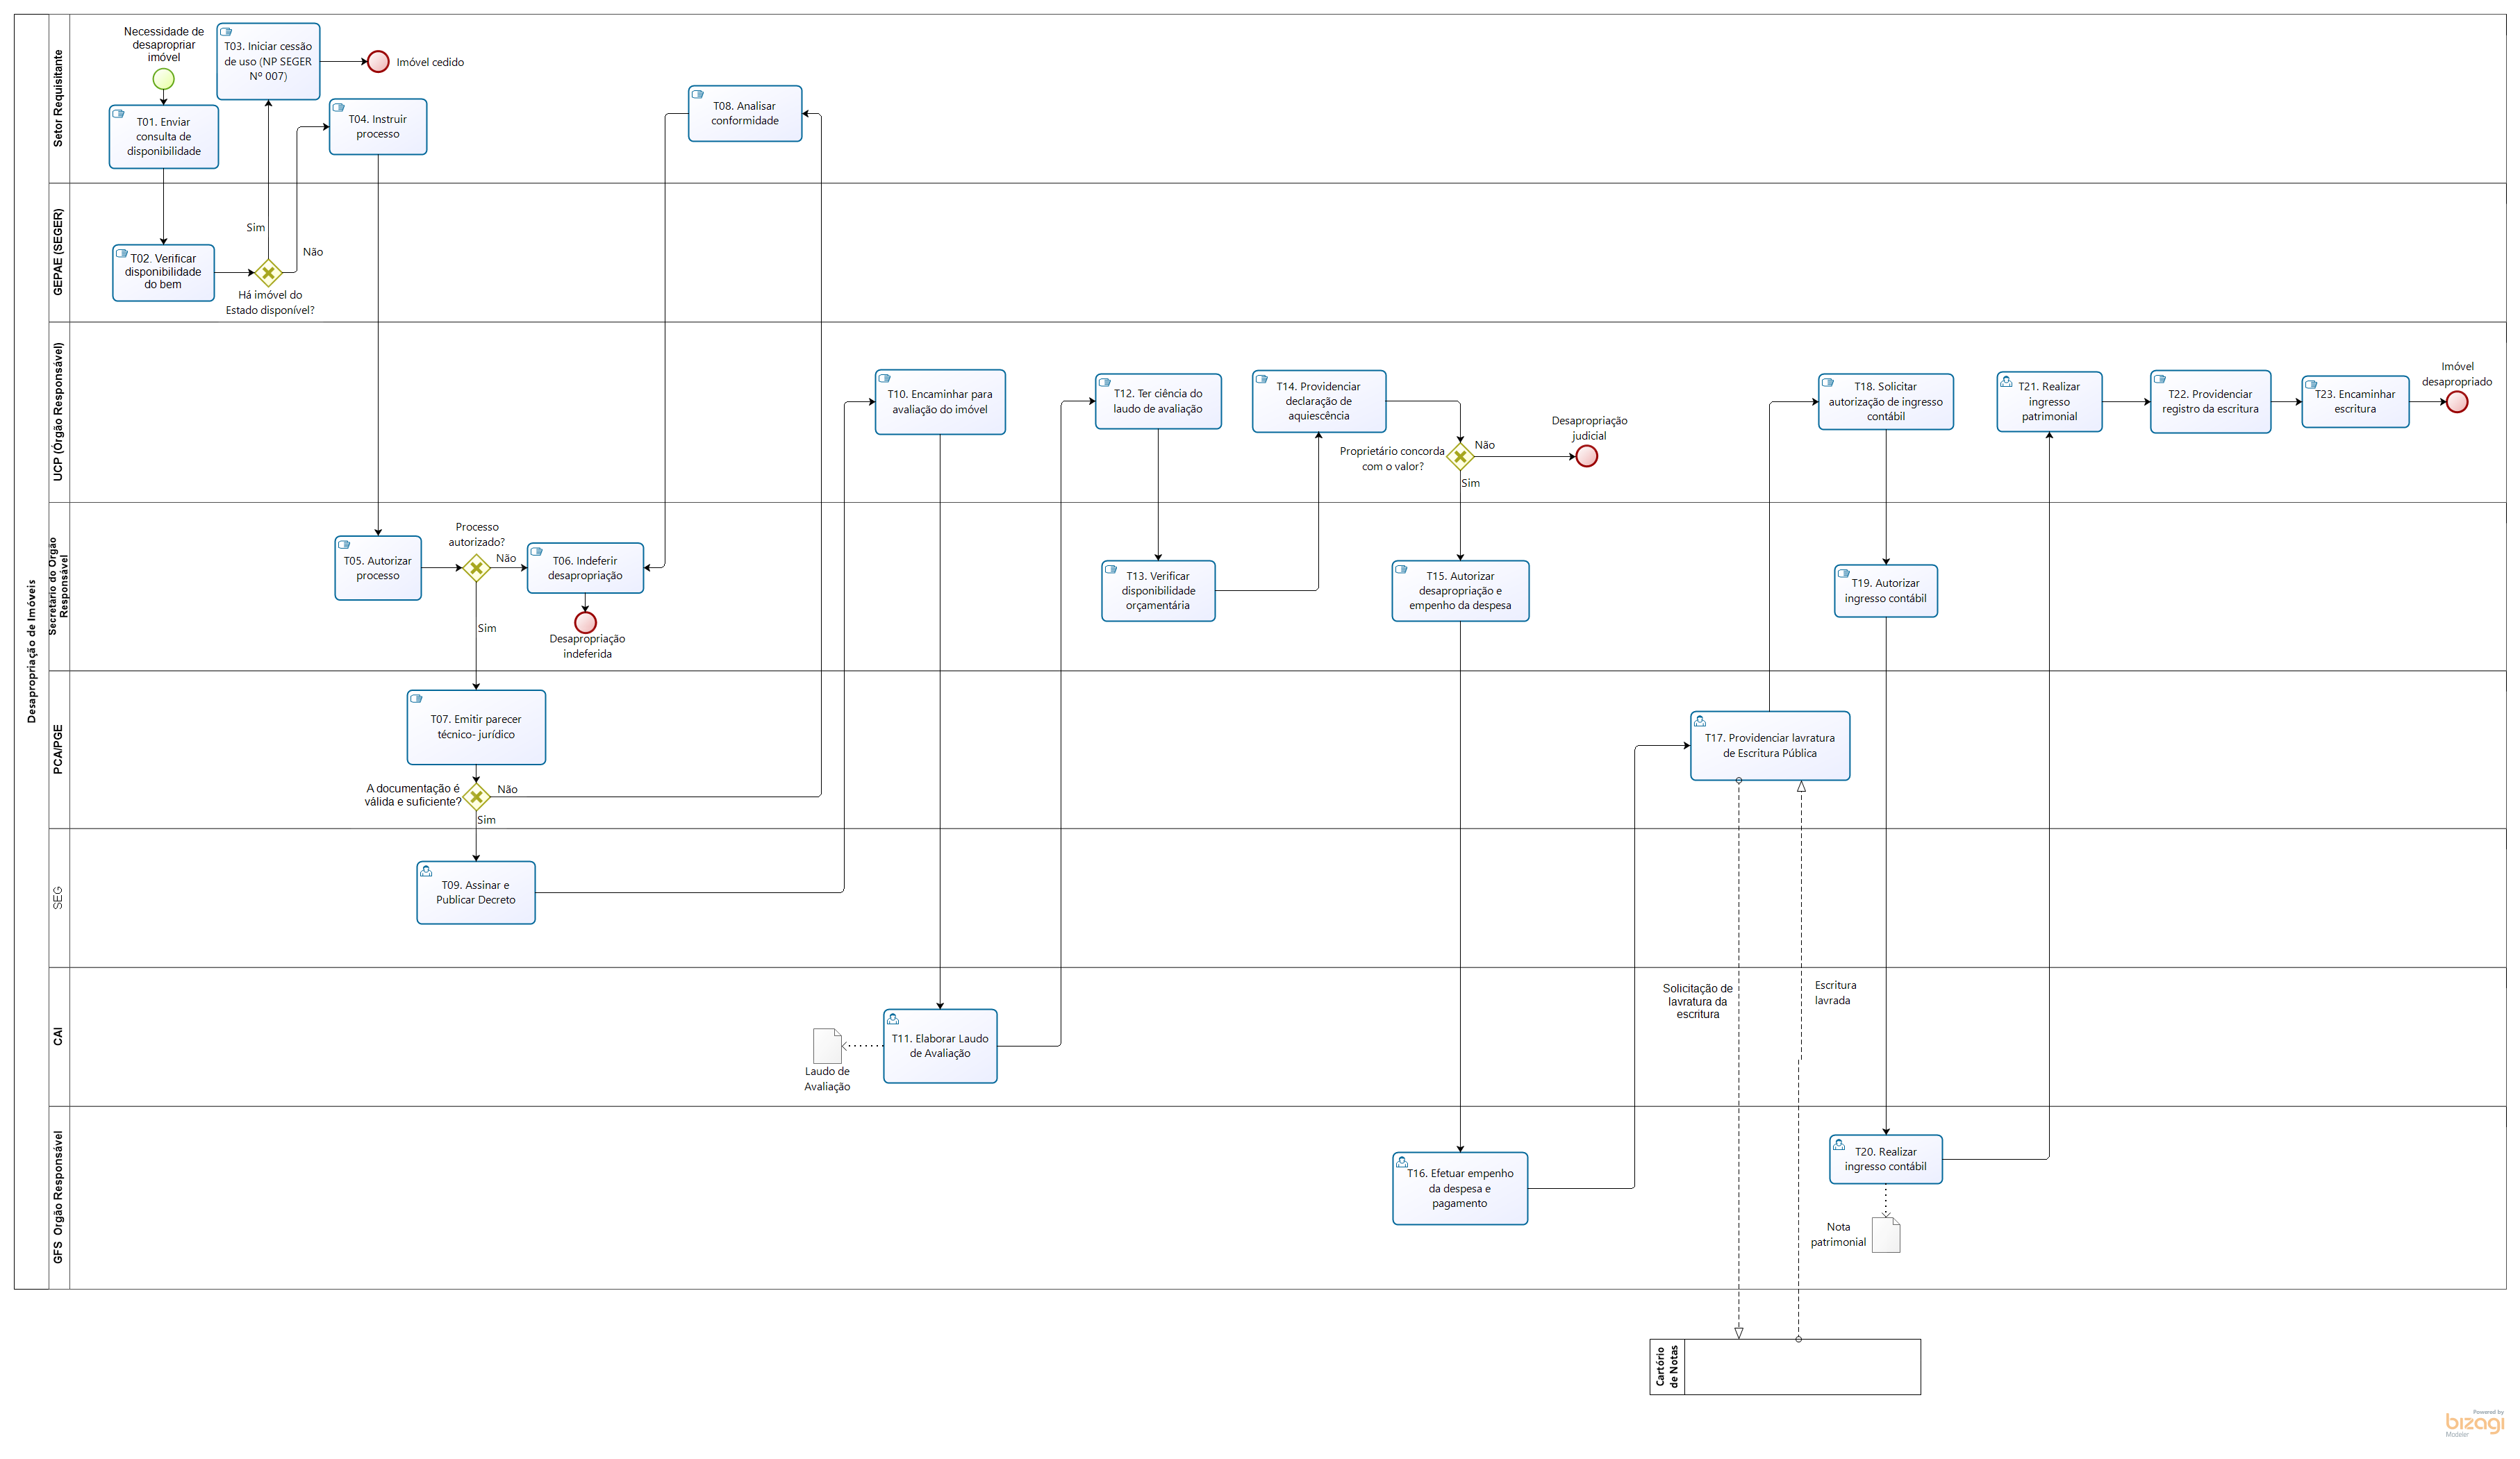 Desapropriação de Imóveis
Setor Requisitante
Necessidade de
desapropriar
imóvel
T01. Enviar
consulta de
disponibilidade
T03. Iniciar cessão
de uso (NP SEGER
Nº 007)
Imóvel cedido
T04. Instruir
processo
T08. Analisar
conformidade
GEPAE (SEGER)
T02. Verificar
disponibilidade
do bem
Sim
Não
Há imóvel do
Estado disponível?
UCP (Órgão Responsável)
T10. Encaminhar para
avaliação do imóvel
T12. Ter ciência do
laudo de avaliação
T14. Providenciar
declaração de
aquiescência
Proprietário concorda
com o valor?
Não
Sim
Desapropriação
judicial
T18. Solicitar
autorização de ingresso
contábil
T21. Realizar
ingresso
patrimonial
T22. Providenciar
registro da escritura
T23. Encaminhar
escritura
Imóvel
desapropriado
Secretário do Orgão
Responsável
T05. Autorizar
processo
Processo
autorizado?
Não
Sim
T06. Indeferir
desapropriação
Desapropriação
indeferida
T13. Verificar
disponibilidade
orçamentária
T15. Autorizar
desapropriação e
empenho da despesa
T19. Autorizar
ingresso contábil
PCA/PGE
T07. Emitir parecer
técnico- jurídico
A documentação é
válida e suficiente?
Não
Sim
T17. Providenciar lavratura
de Escritura Pública
SEG
T09. Assinar e
Publicar Decreto
CAI
Laudo de
Avaliação
T11. Elaborar Laudo
de Avaliação
Solicitação de
lavratura da
escritura
Escritura
lavrada
GFS Orgão Responsável
T16. Efetuar empenho
da despesa e
pagamento
T20. Realizar
ingresso contábil
Nota
patrimonial
Cartório
de Notas
Powered by
bizagi
Modeler